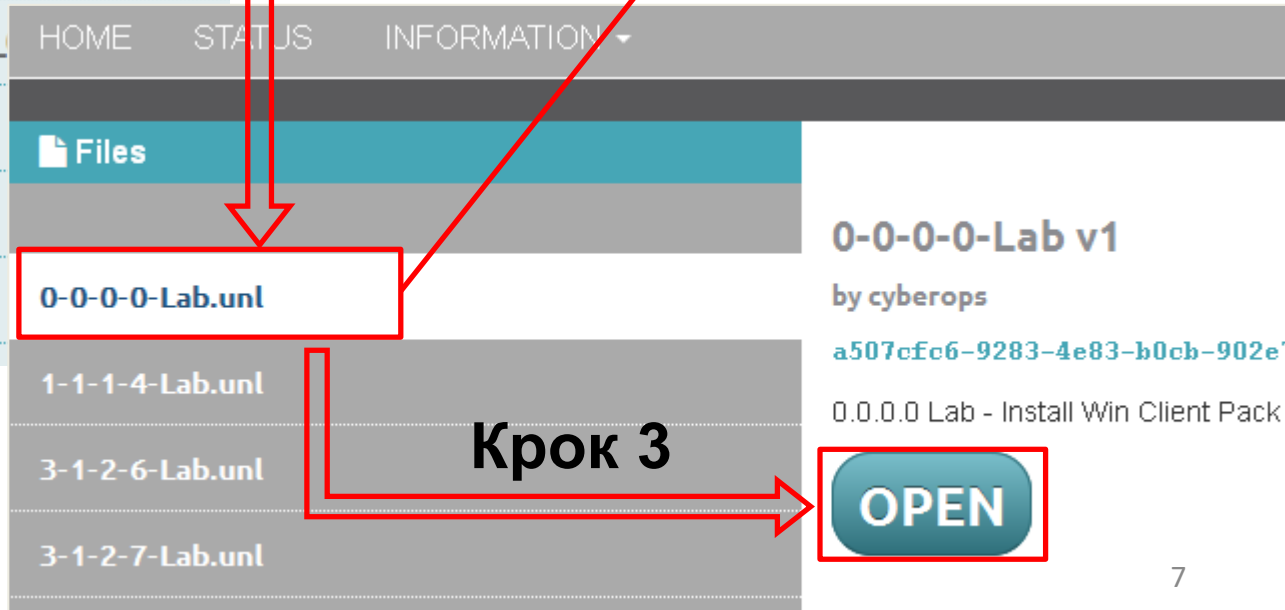 HOME STATUS INFORMATION
Files
0-0-0-0-Lab.unl
1-1-1-4-Lab.unl
3-1-2-6-Lab.unl
3-1-2-7-Lab.unl
Крок 3
0-0-0-0-Lab v1
by cyberops
a507cfc6-9283-4e83-b0cb-902e
0.0.0.0 Lab - Install Win Client Pack
OPEN
7